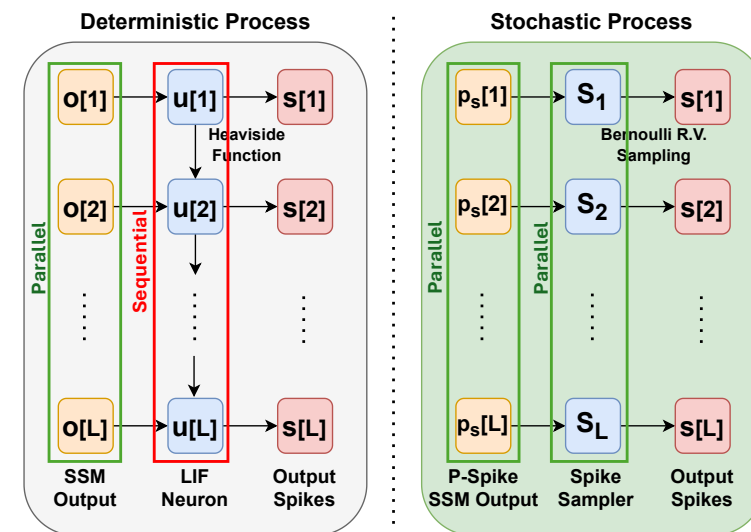 Deterministic Process
Stochastic Process
o[1]
u[1]
s[1]
Heaviside
Function
o[2]
u[2]
s[2]
Parallel
Sequential
o[L]
u[L]
s[L]
SSM
Output
LIF
Neuron
Output
Spikes
pₛ[1]
S₁
s[1]
Bernoulli R.V.
Sampling
pₛ[2]
S₂
s[2]
Parallel
Parallel
pₛ[L]
S_L
s[L]
P-Spike
SSM Output
Spike
Sampler
Output
Spikes